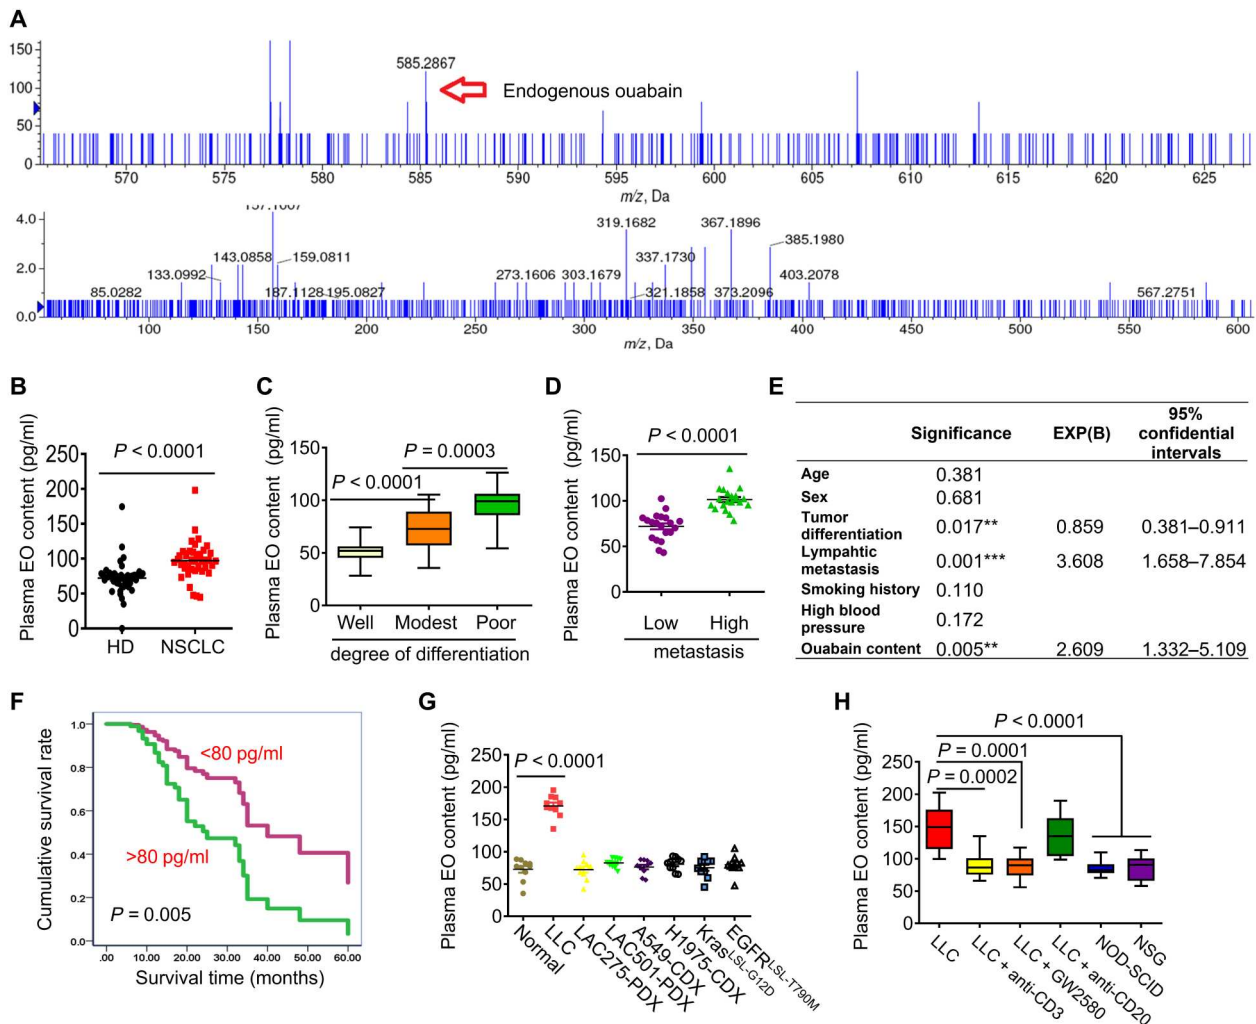 A
150
100
50
0
585.2867
Endogenous ouabain
570 575 580 585 590 595 600 605 610 615 620 625
m/z, Da
4.0
2.0
0.0
319.1682 367.1896
385.1980
143.0858 159.0811 337.1730
133.0992 273.1606 303.1679 403.2078
85.0282 187.1128 195.0827 321.1858 373.2096 567.2751
100 150 200 250 300 350 400 450 500 550 600
m/z, Da
B
Plasma EO content (pg/ml)
250
200
150
100
50
0
P < 0.0001
HD NSCLC
C
Plasma EO content (pg/ml)
150
100
50
0
P = 0.0003
P < 0.0001
Well Modest Poor
degree of differentiation
D
Plasma EO content (pg/ml)
150
100
50
0
P < 0.0001
Low High
metastasis
E
Significance EXP(B) 95% confidential intervals
Age 0.381
Sex 0.681
Tumor differentiation 0.017** 0.859 0.381–0.911
Lympahtic metastasis 0.001*** 3.608 1.658–7.854
Smoking history 0.110
High blood pressure 0.172
Ouabain content 0.005** 2.609 1.332–5.109
F
Cumulative survival rate
1.0
0.8
0.6
0.4
0.2
0.0
<80 pg/ml
>80 pg/ml
P = 0.005
.00 10.00 20.00 30.00 40.00 50.00 60.00
Survival time (months)
G
Plasma EO content (pg/ml)
250
200
150
100
50
0
P < 0.0001
Normal
LLC
LAC275-PDX
LAC501-PDX
A549-CDX
H1975-CDX
KrasLSL-G12D
EGFRLSL-T790M
H
Plasma EO content (pg/ml)
250
200
150
100
50
0
P < 0.0001
P = 0.0001
P = 0.0002
LLC
LLC + anti-CD3
LLC + GW2580
LLC + anti-CD20
NOD-SCID
NSG